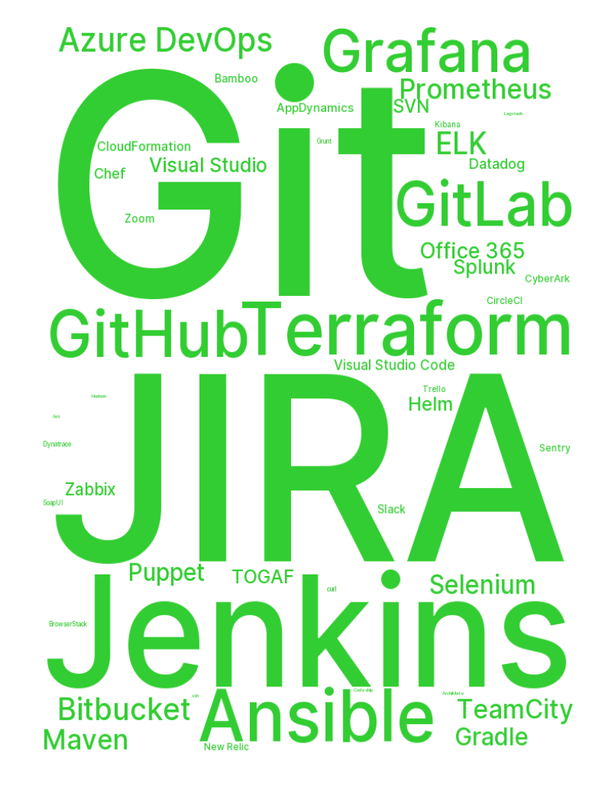 Azure DevOps
Grafana
Bamboo
Prometheus
Git
AppDynamics
SVN
Kibana
Grunt
ELK
CloudFormation
Visual Studio
Datadog
Chef
GitLab
Zoom
Office 365
Splunk
CyberArk
CircleCI
GitHub
Terraform
Visual Studio Code
JIRA
Trello
Helm
Dynatrace
Sentry
Zabbix
SoapUI
Slack
Puppet
TOGAF
Selenium
curl
Jenkins
BrowserStack
Bitbucket
Ansible
TeamCity
Maven
Gradle
New Relic